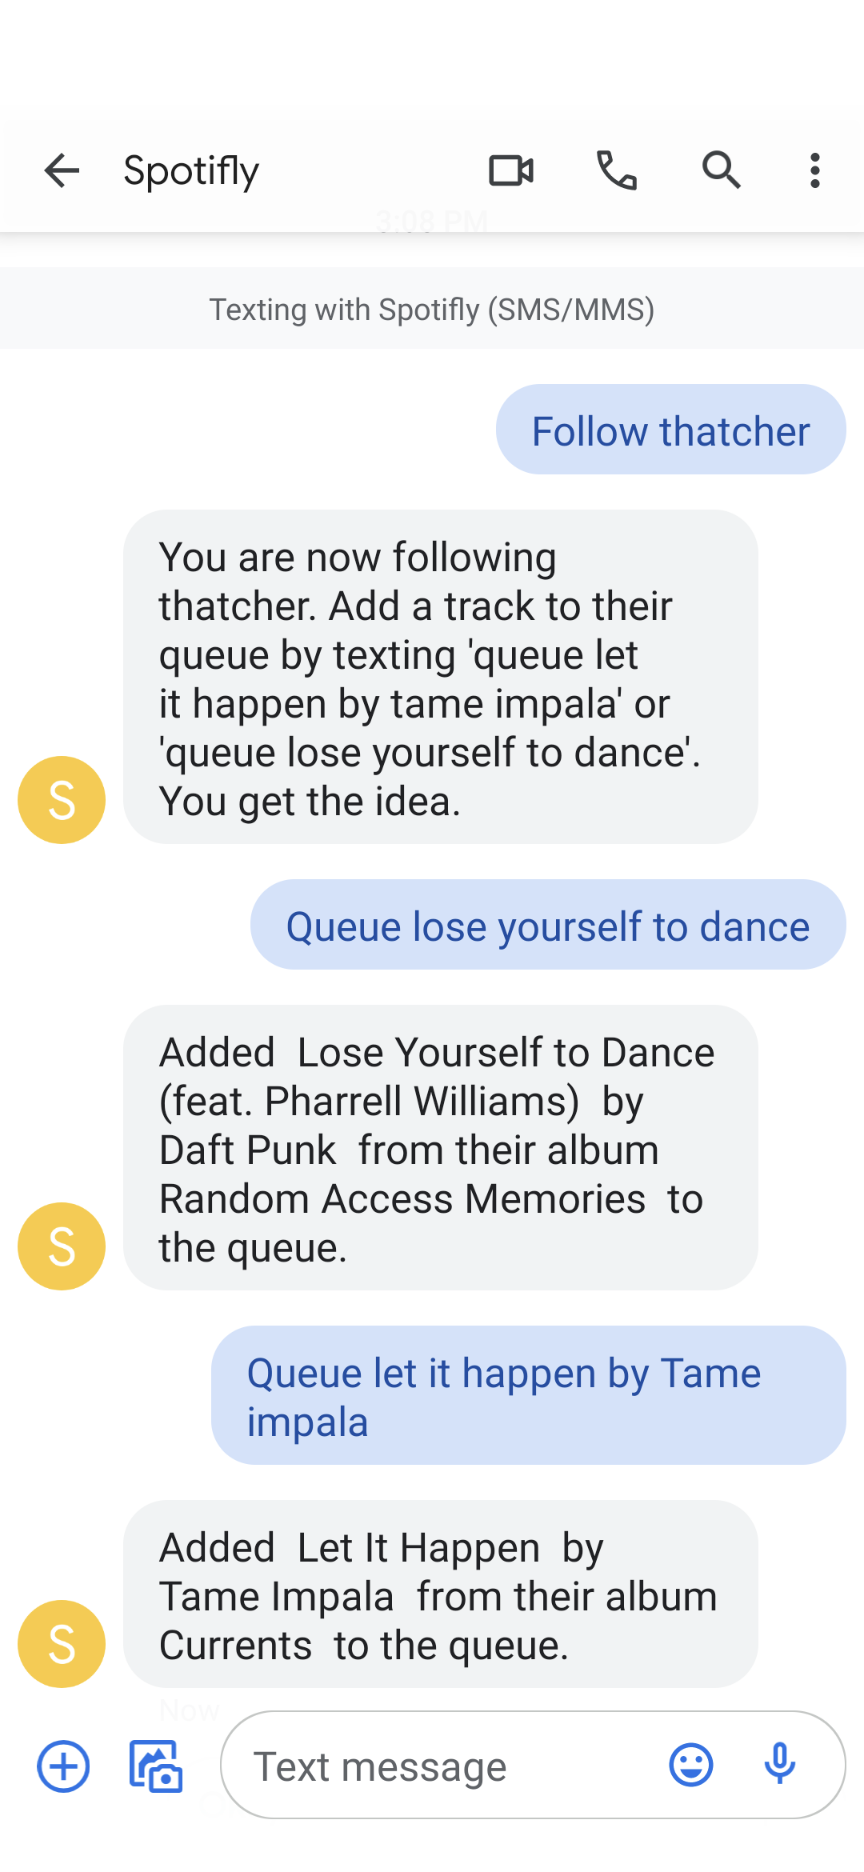 Spotifly
3:08 PM
Texting with Spotifly (SMS/MMS)
Follow thatcher
You are now following
thatcher. Add a track to their
queue by texting 'queue let
it happen by tame impala' or
'queue lose yourself to dance'.
You get the idea.
S
Queue lose yourself to dance
Added  Lose Yourself to Dance
(feat. Pharrell Williams)  by
Daft Punk  from their album
Random Access Memories  to
the queue.
S
Queue let it happen by Tame
impala
Added  Let It Happen  by
Tame Impala  from their album
Currents  to the queue.
S
Now
Text message